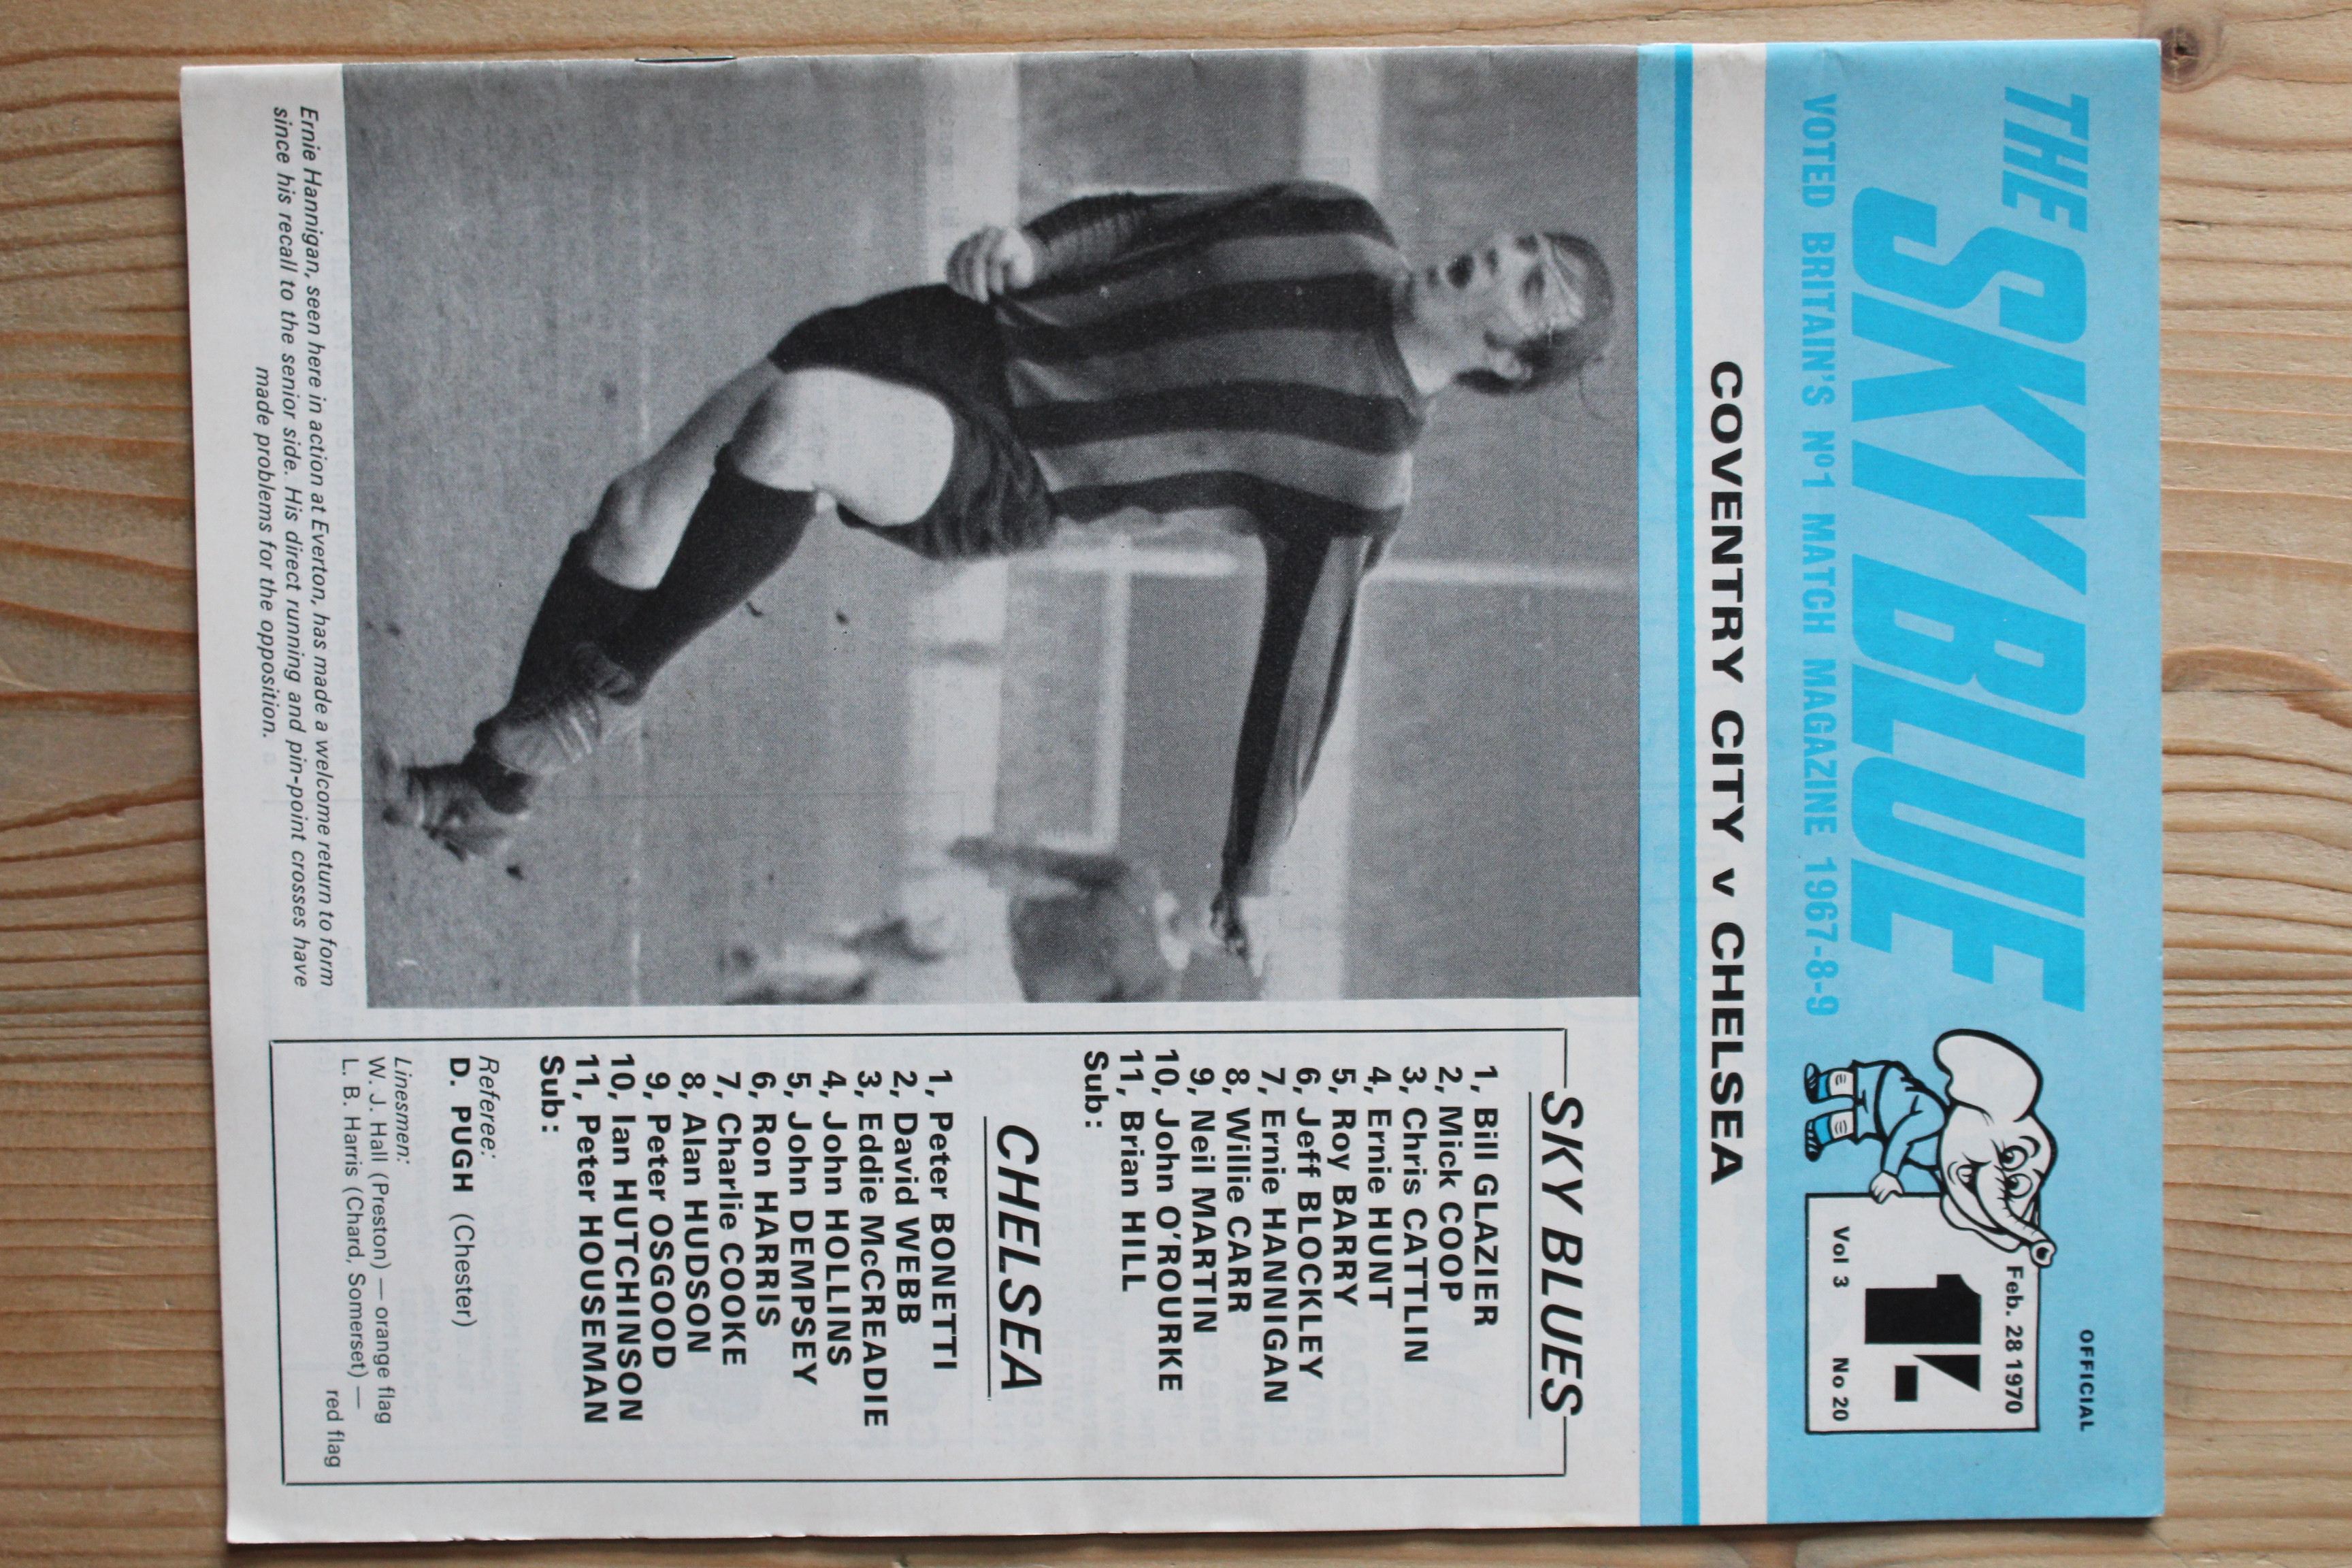 OFFICIAL
THE
SKY BLUE
VOTED BRITAIN'S Nº1 MATCH MAGAZINE 1967-8-9
Feb. 28 1970
1/-
Vol 3 No 20
COVENTRY CITY v CHELSEA
SKY BLUES
1, Bill GLAZIER
2, Mick COOP
3, Chris CATTLIN
4, Ernie HUNT
5, Roy BARRY
6, Jeff BLOCKLEY
7, Ernie HANNIGAN
8, Willie CARR
9, Neil MARTIN
10, John O'ROURKE
11, Brian HILL
Sub:
CHELSEA
1, Peter BONETTI
2, David WEBB
3, Eddie McCREADIE
4, John HOLLINS
5, John DEMPSEY
6, Ron HARRIS
7, Charlie COOKE
8, Alan HUDSON
9, Peter OSGOOD
10, Ian HUTCHINSON
11, Peter HOUSEMAN
Sub:
Referee:
D. PUGH (Chester)
Linesmen:
W. J. Hall (Preston) — orange flag
L. B. Harris (Chard, Somerset) —
red flag
Ernie Hannigan, seen here in action at Everton, has made a welcome return to form
since his recall to the senior side. His direct running and pin-point crosses have
made problems for the opposition.